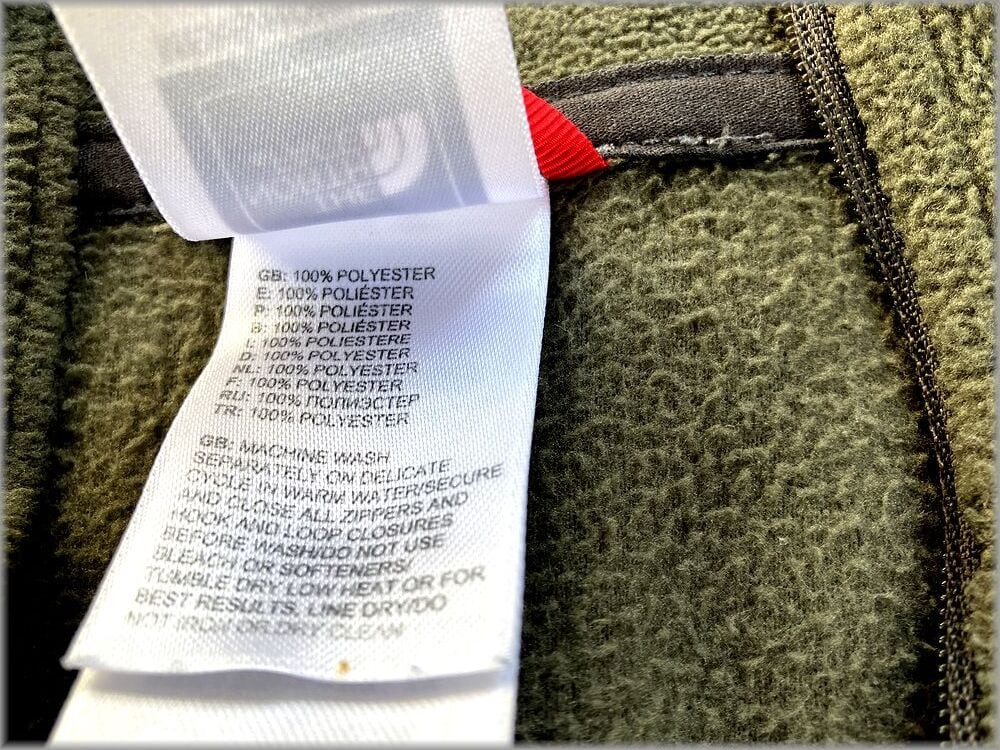 GB: 100% POLYESTER
E: 100% POLIÉSTER
P: 100% POLIÉSTER
B: 100% POLIÉSTER
I: 100% POLIESTERE
D: 100% POLYESTER
NL: 100% POLYESTER
F: 100% POLYESTER
RU: 100% ПОЛИЭСТЕР
TR: 100% POLYESTER
GB: MACHINE WASH
SEPARATELY ON DELICATE
CYCLE IN WARM WATER/SECURE
AND CLOSE ALL ZIPPERS AND
HOOK AND LOOP CLOSURES
BEFORE WASH/DO NOT USE
BLEACH OR SOFTENERS/
TUMBLE DRY LOW HEAT OR FOR
BEST RESULTS, LINE DRY/DO
NOT IRON OR DRY CLEAN